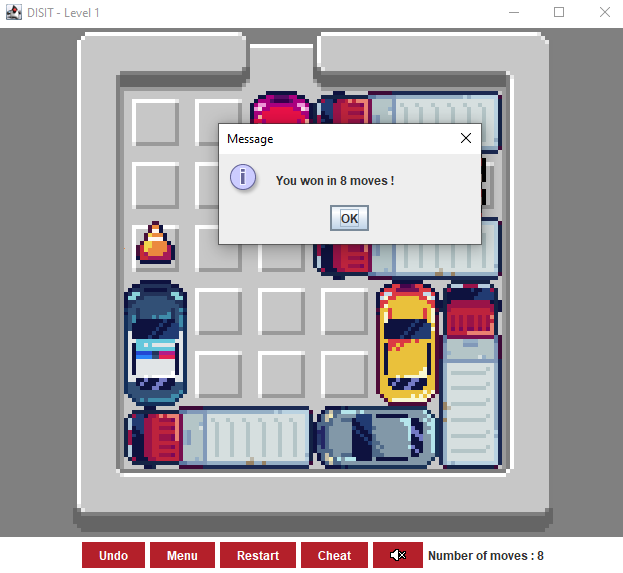 DISIT - Level 1
Message
You won in 8 moves !
OK
Undo Menu Restart Cheat Number of moves : 8